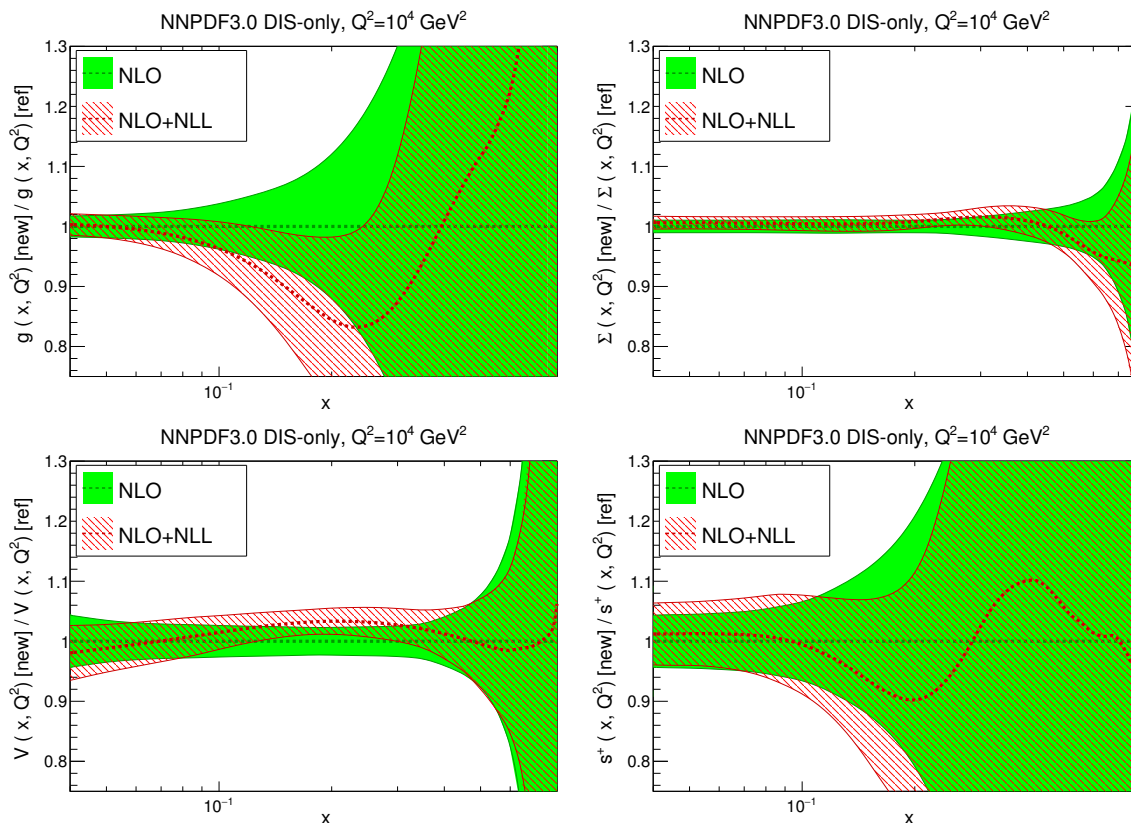 NNPDF3.0 DIS-only, Q²=10⁴ GeV²
g ( x, Q²) [new] / g ( x, Q²) [ref]
1.3
1.2
1.1
1
0.9
0.8
NLO
NLO+NLL
10⁻¹
x
NNPDF3.0 DIS-only, Q²=10⁴ GeV²
Σ ( x, Q²) [new] / Σ ( x, Q²) [ref]
1.3
1.2
1.1
1
0.9
0.8
NLO
NLO+NLL
10⁻¹
x
NNPDF3.0 DIS-only, Q²=10⁴ GeV²
V ( x, Q²) [new] / V ( x, Q²) [ref]
1.3
1.2
1.1
1
0.9
0.8
NLO
NLO+NLL
10⁻¹
x
NNPDF3.0 DIS-only, Q²=10⁴ GeV²
s⁺ ( x, Q²) [new] / s⁺ ( x, Q²) [ref]
1.3
1.2
1.1
1
0.9
0.8
NLO
NLO+NLL
10⁻¹
x